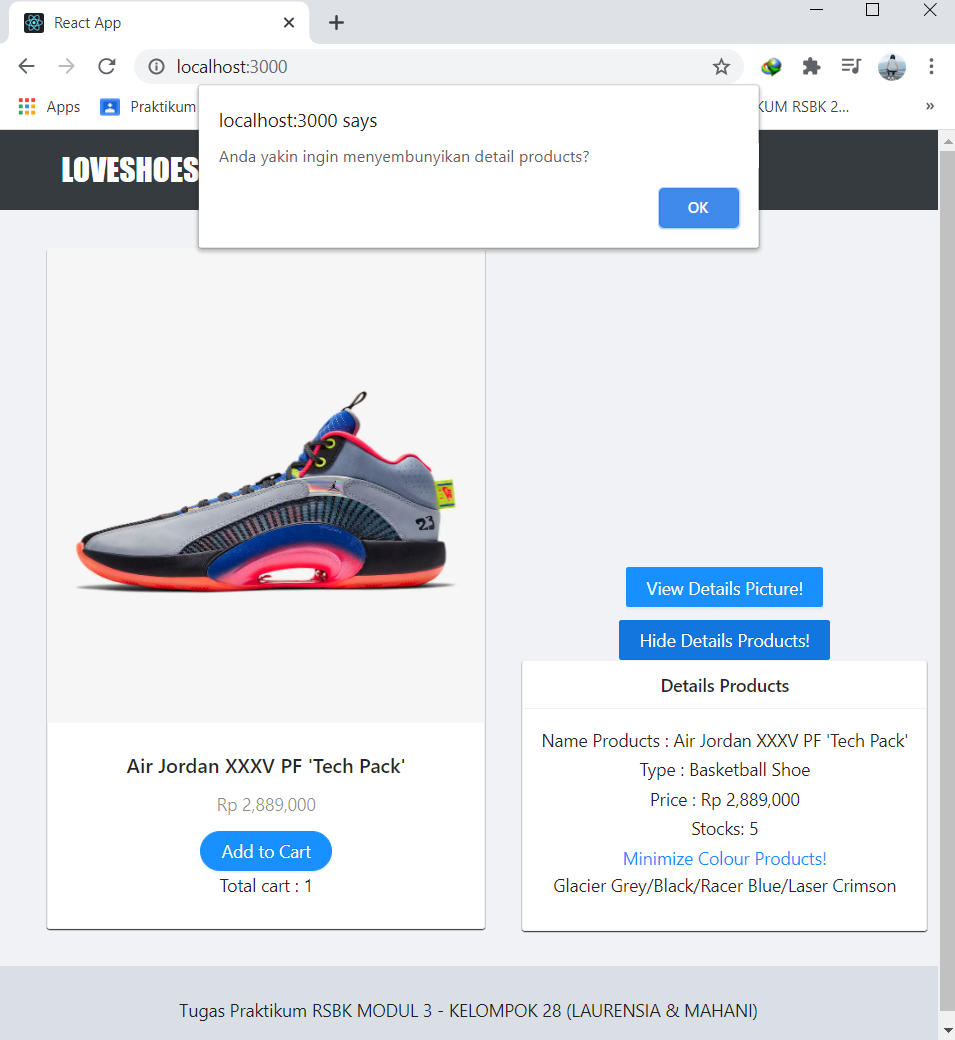 React App
localhost:3000
Apps
Praktikum
KUM RSBK 2...
»
localhost:3000 says
Anda yakin ingin menyembunyikan detail products?
OK
LOVESHOES
23
View Details Picture!
Hide Details Products!
Details Products
Name Products : Air Jordan XXXV PF 'Tech Pack'
Type : Basketball Shoe
Price : Rp 2,889,000
Stocks: 5
Minimize Colour Products!
Glacier Grey/Black/Racer Blue/Laser Crimson
Air Jordan XXXV PF 'Tech Pack'
Rp 2,889,000
Add to Cart
Total cart : 1
Tugas Praktikum RSBK MODUL 3 - KELOMPOK 28 (LAURENSIA & MAHANI)